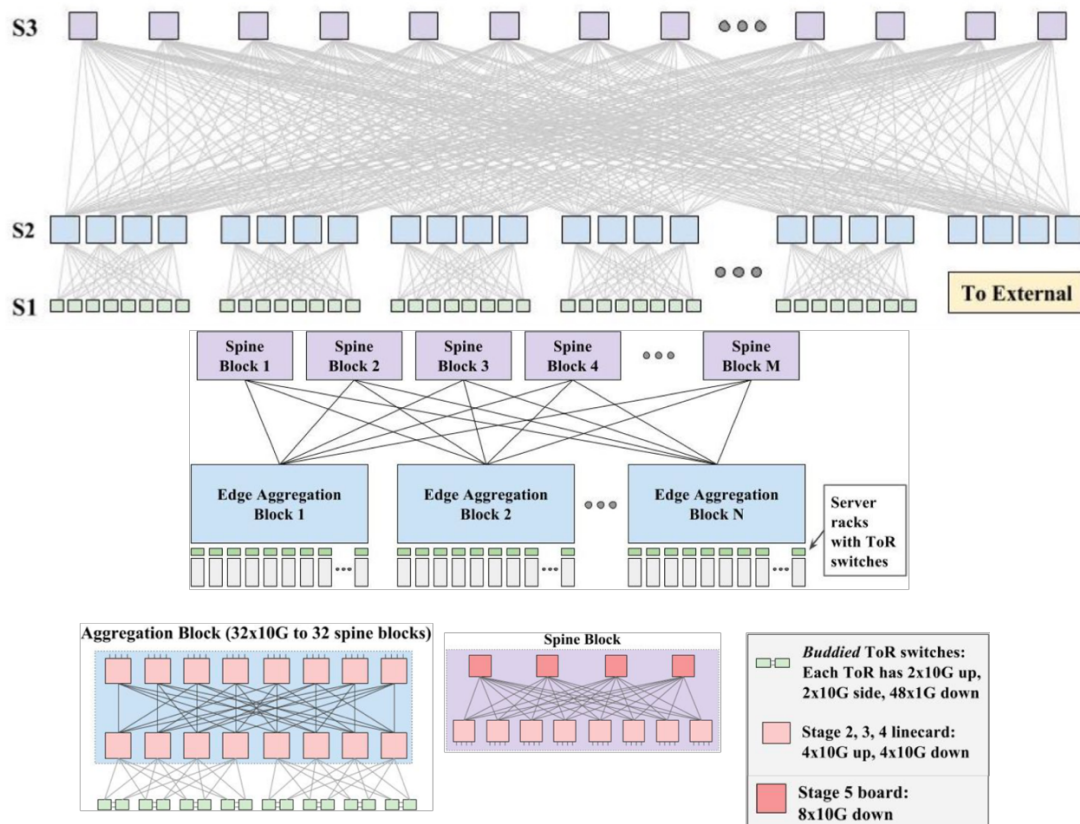 S3
S2
S1
To External
Spine
Block 1
Spine
Block 2
Spine
Block 3
Spine
Block 4
Spine
Block M
Edge Aggregation
Block 1
Edge Aggregation
Block 2
Edge Aggregation
Block N
Server
racks
with ToR
switches
Aggregation Block (32x10G to 32 spine blocks)
Spine Block
Buddied ToR switches:
Each ToR has 2x10G up,
2x10G side, 48x1G down
Stage 2, 3, 4 linecard:
4x10G up, 4x10G down
Stage 5 board:
8x10G down